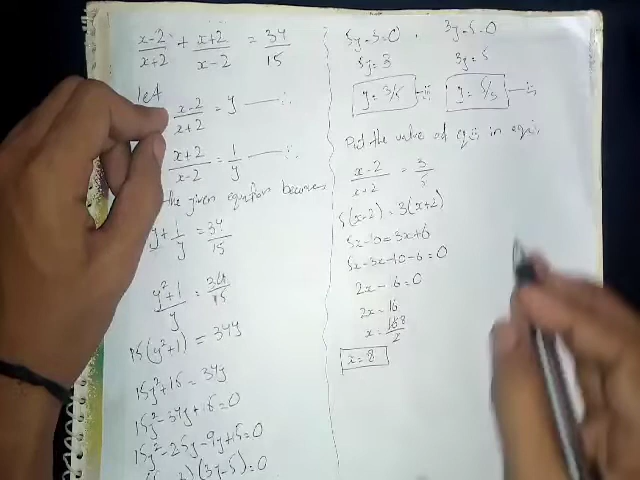 x-2/x+2 + x+2/x-2 = 34/15
let
x-2/x+2 = y
x+2/x-2 = 1/y
the given equation becomes
y + 1/y = 34/15
y²+1/y = 34/15
15(y²+1) = 34y
15y²+15 = 34y
15y²-34y+15=0
15y²-25y-9y+15=0
(3y-5)=0
5y-3=0, 3y-5=0
5y=3 3y=5
y=3/5 y=5/3
Put the value of eq in eq
x-2/x+2 = 3/5
5(x-2)=3(x+2)
5x-10=3x+6
5x-3x-10-6=0
2x-16=0
2x=16
x=16 8/2
x=8